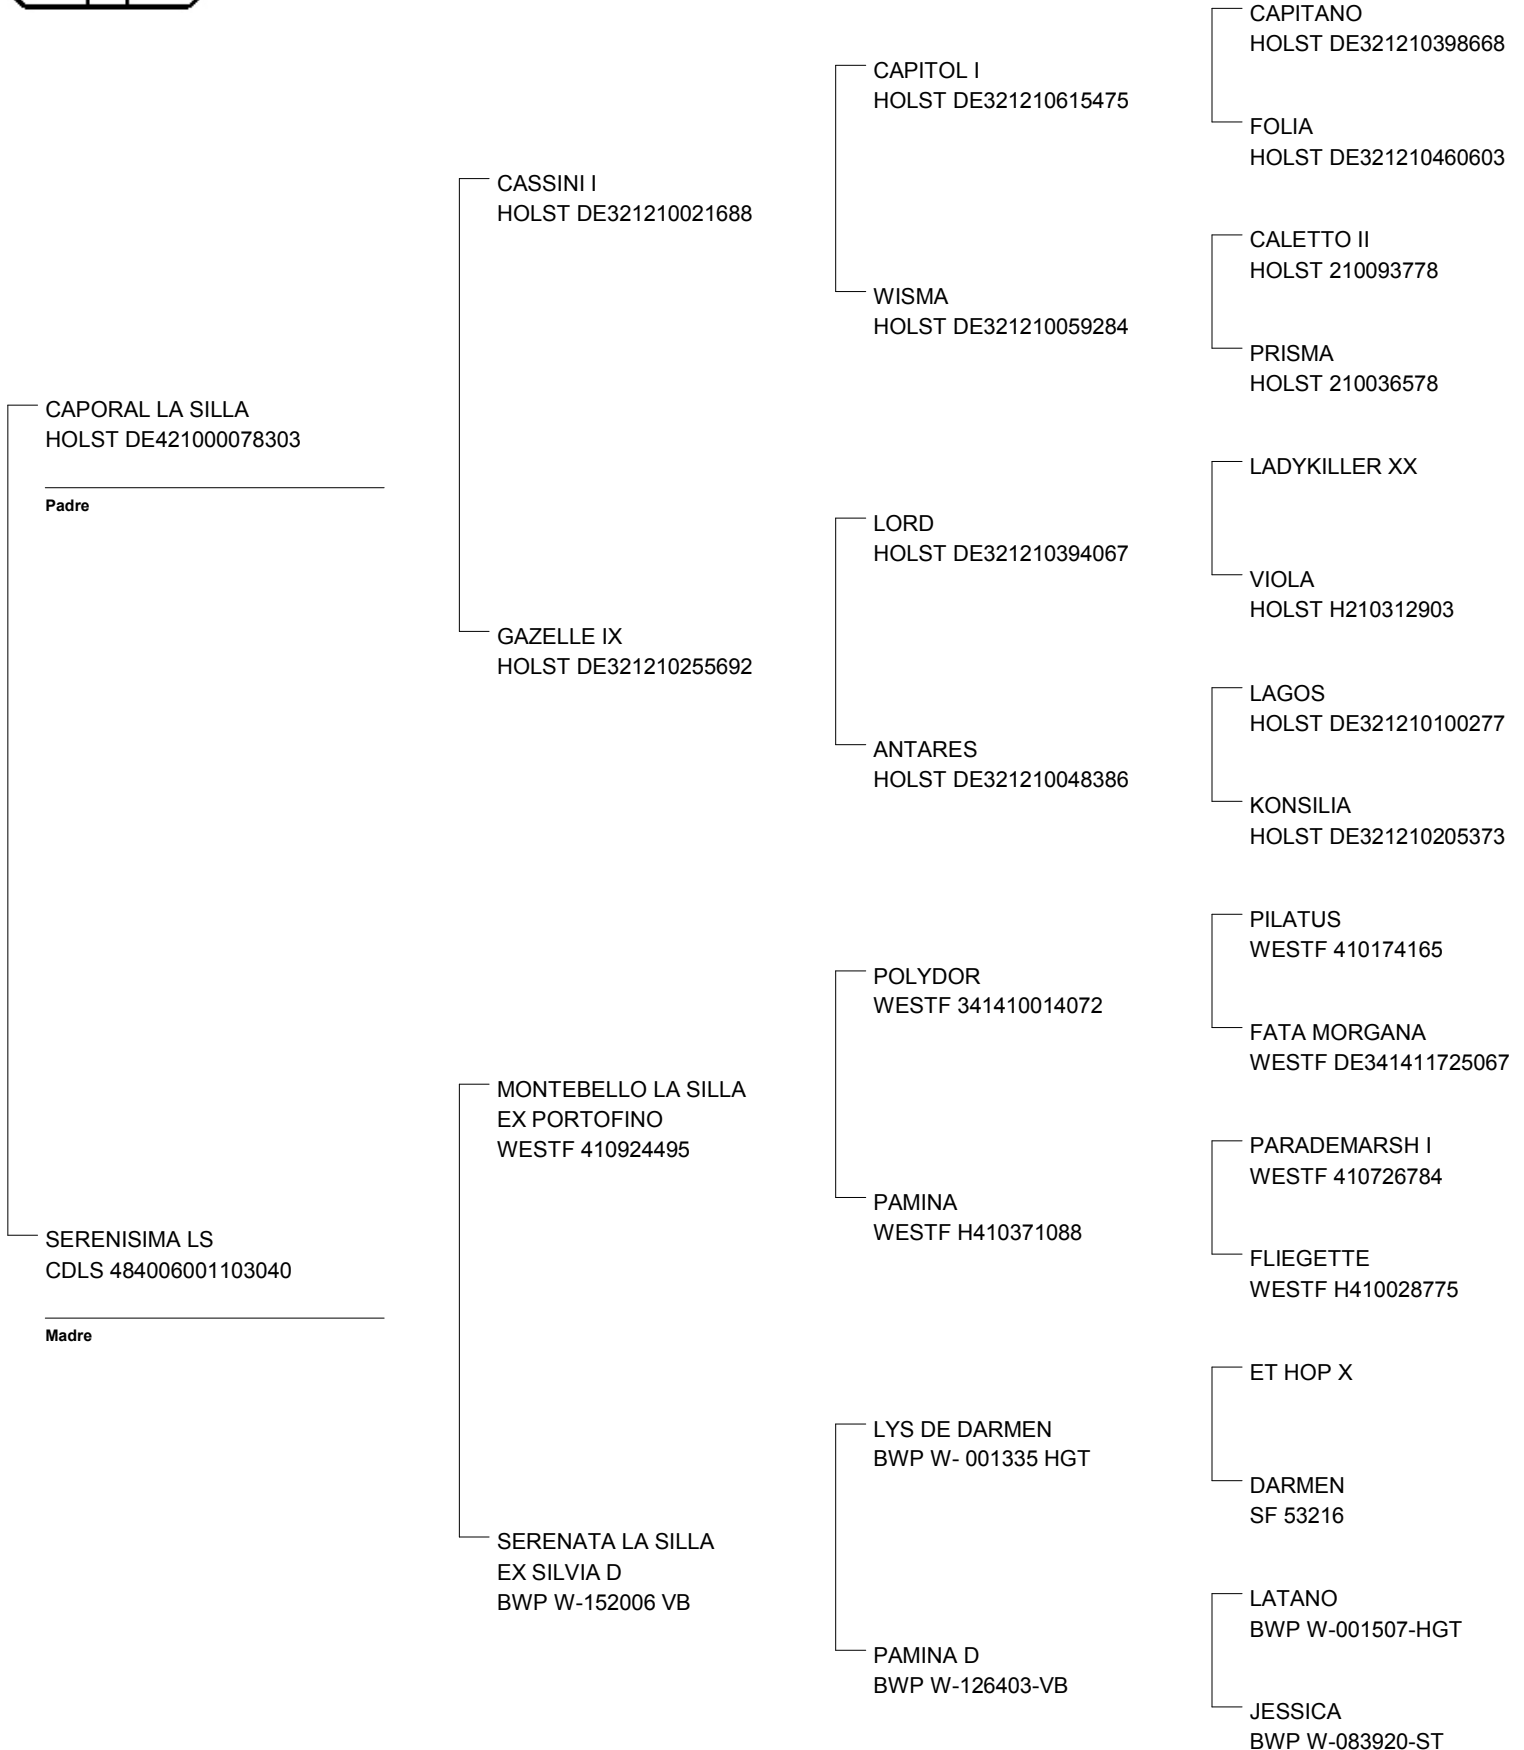 CAPITANO
HOLST DE321210398668
CAPITOL I
HOLST DE321210615475
FOLIA
HOLST DE321210460603
CASSINI I
HOLST DE321210021688
CALETTO II
HOLST 210093778
WISMA
HOLST DE321210059284
PRISMA
HOLST 210036578
CAPORAL LA SILLA
HOLST DE421000078303
Padre
LADYKILLER XX
LORD
HOLST DE321210394067
VIOLA
HOLST H210312903
GAZELLE IX
HOLST DE321210255692
LAGOS
HOLST DE321210100277
ANTARES
HOLST DE321210048386
KONSILIA
HOLST DE321210205373
PILATUS
WESTF 410174165
POLYDOR
WESTF 341410014072
FATA MORGANA
WESTF DE341411725067
MONTEBELLO LA SILLA
EX PORTOFINO
WESTF 410924495
PARADEMARSH I
WESTF 410726784
PAMINA
WESTF H410371088
FLIEGETTE
WESTF H410028775
SERENISIMA LS
CDLS 484006001103040
Madre
ET HOP X
LYS DE DARMEN
BWP W- 001335 HGT
DARMEN
SF 53216
SERENATA LA SILLA
EX SILVIA D
BWP W-152006 VB
LATANO
BWP W-001507-HGT
PAMINA D
BWP W-126403-VB
JESSICA
BWP W-083920-ST